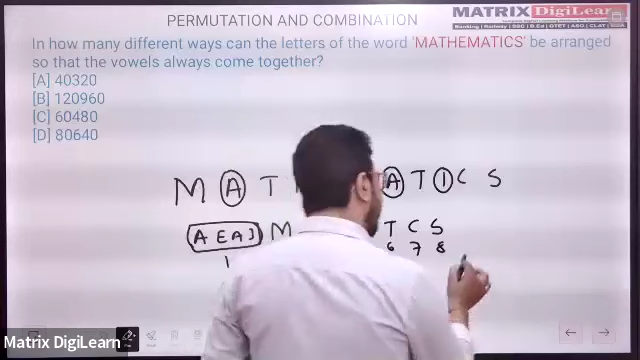 PERMUTATION AND COMBINATION
MATRIX DIGILEARN
Banking | Railway | SSC | B.Ed | OTET | ASO | CLAT
In how many different ways can the letters of the word 'MATHEMATICS' be arranged
so that the vowels always come together?
[A] 40320
[B] 120960
[C] 60480
[D] 80640
M A T A T I C S
A E A I M T C S
1 6 7 8
Matrix DigiLearn